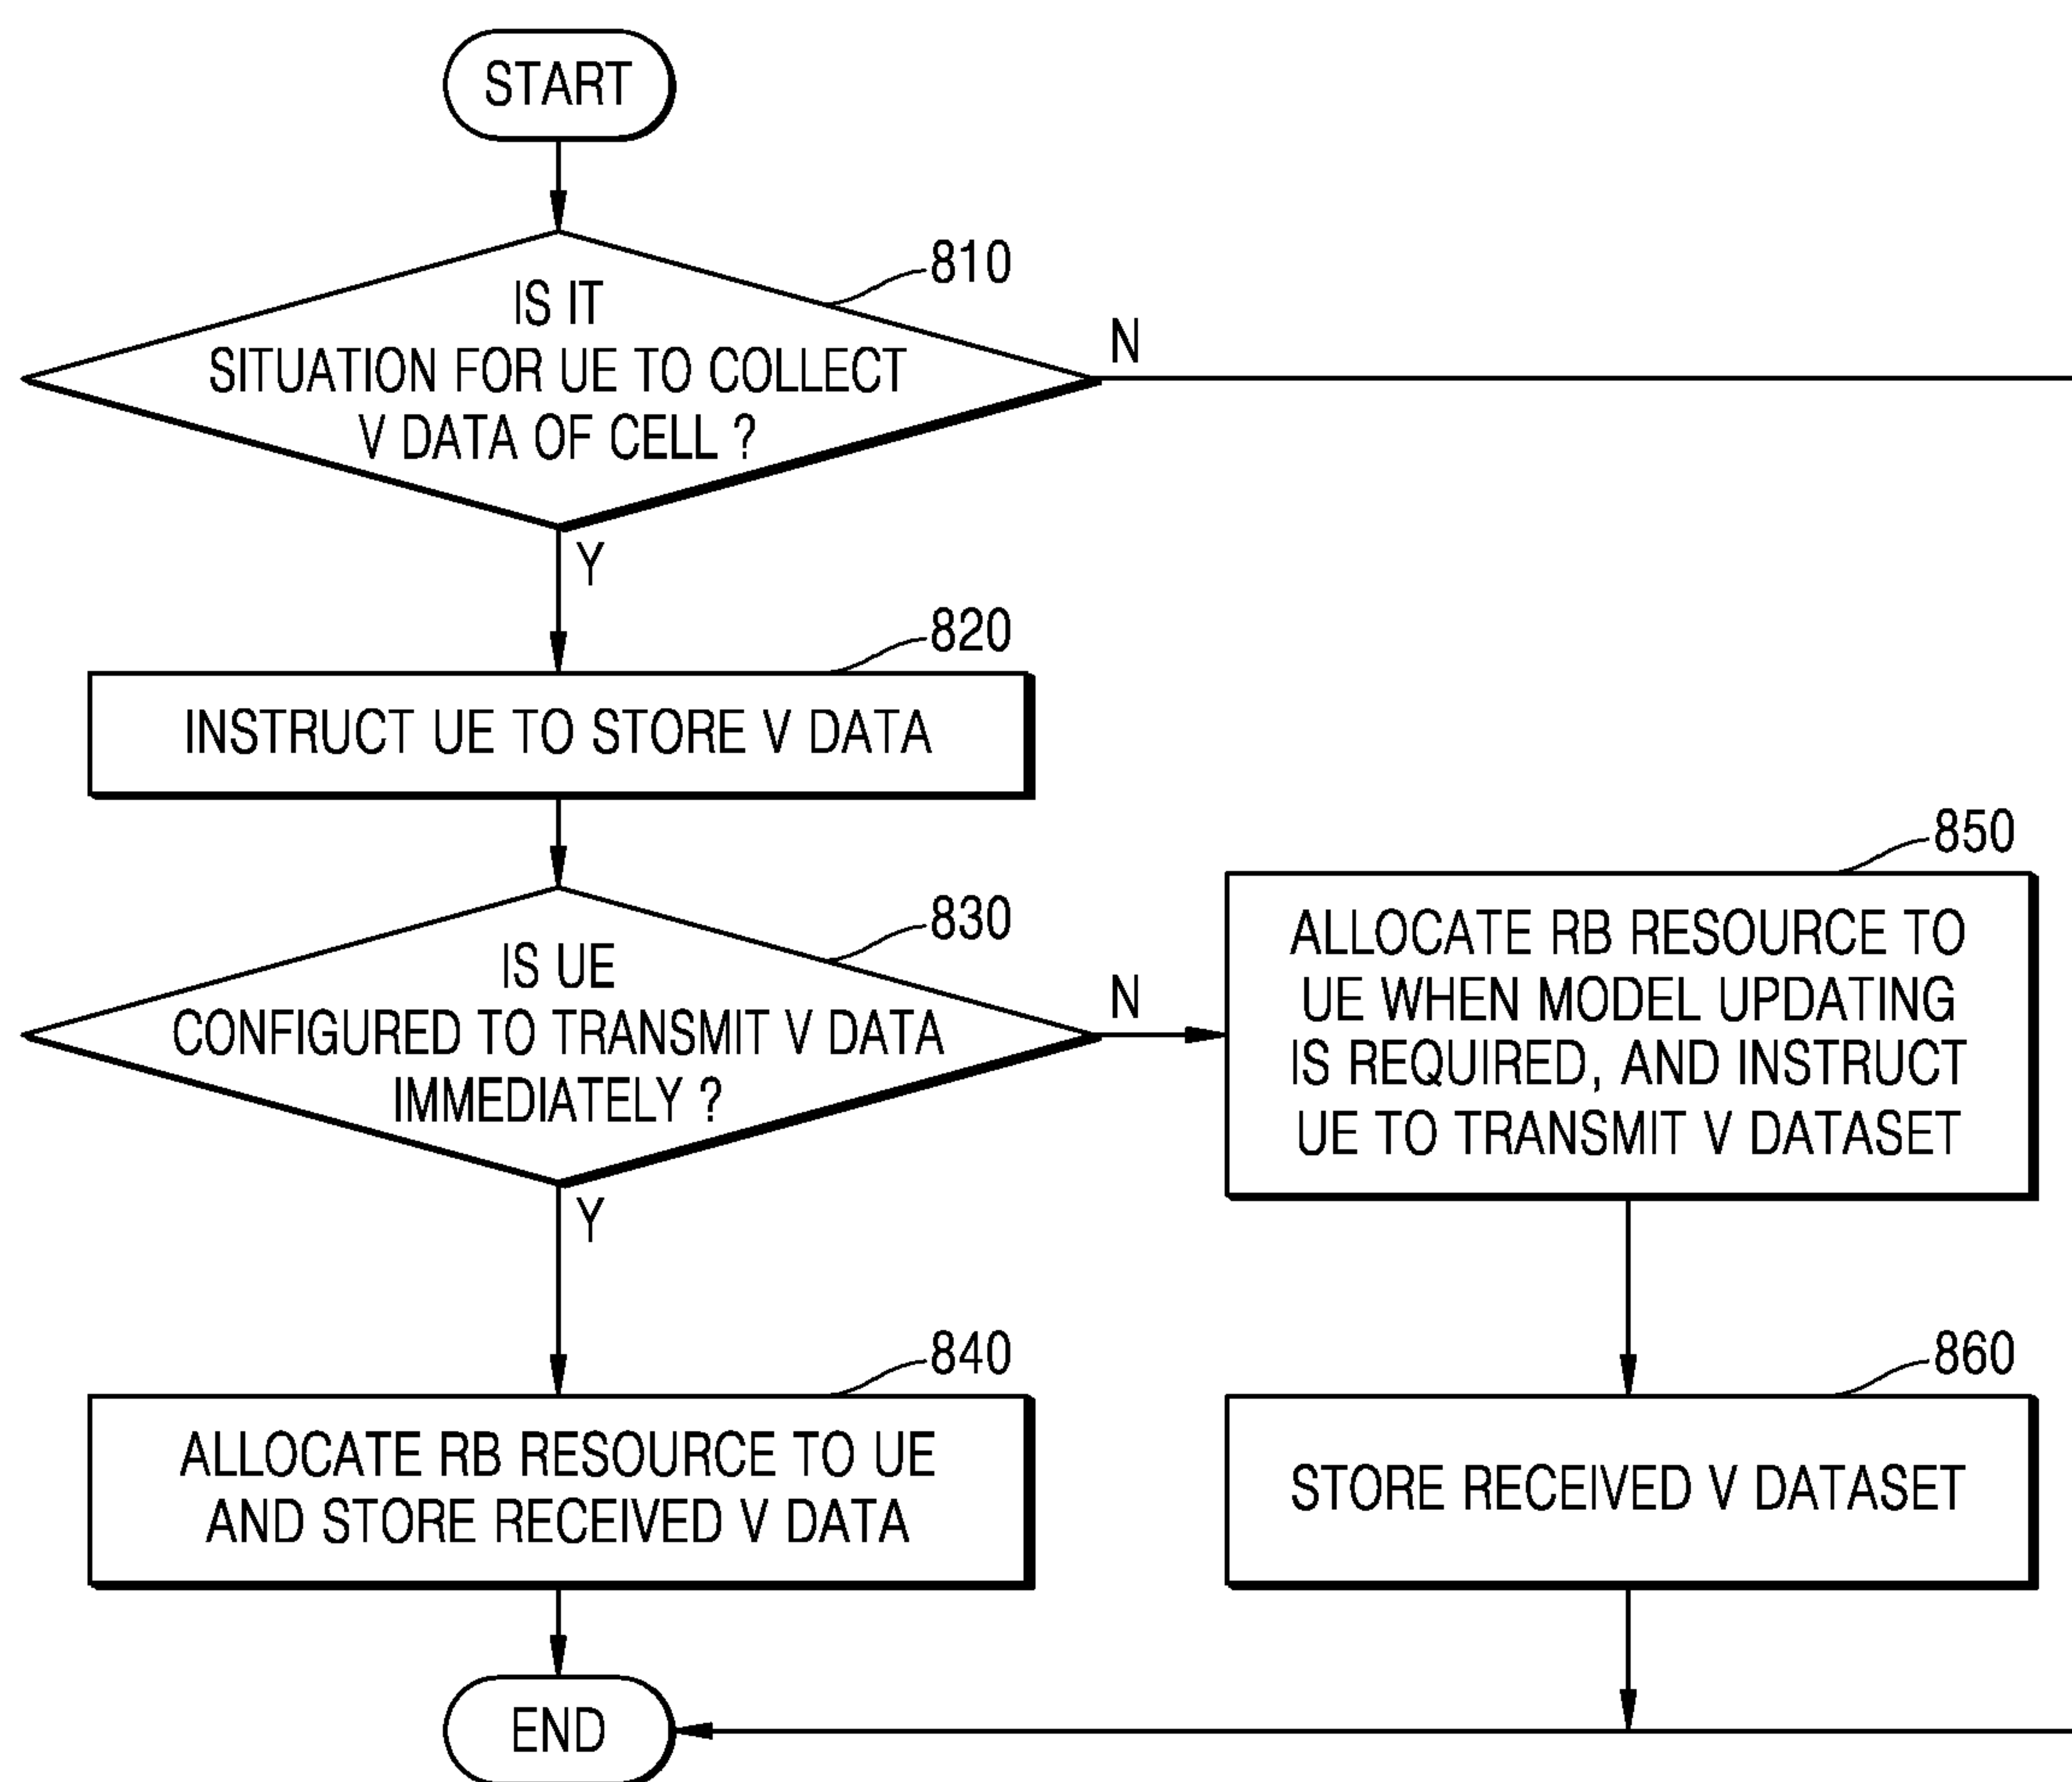 START
810
IS IT
SITUATION FOR UE TO COLLECT
V DATA OF CELL ?
N
Y
820
INSTRUCT UE TO STORE V DATA
830
IS UE
CONFIGURED TO TRANSMIT V DATA
IMMEDIATELY ?
N
Y
850
ALLOCATE RB RESOURCE TO
UE WHEN MODEL UPDATING
IS REQUIRED, AND INSTRUCT
UE TO TRANSMIT V DATASET
840
ALLOCATE RB RESOURCE TO UE
AND STORE RECEIVED V DATA
860
STORE RECEIVED V DATASET
END